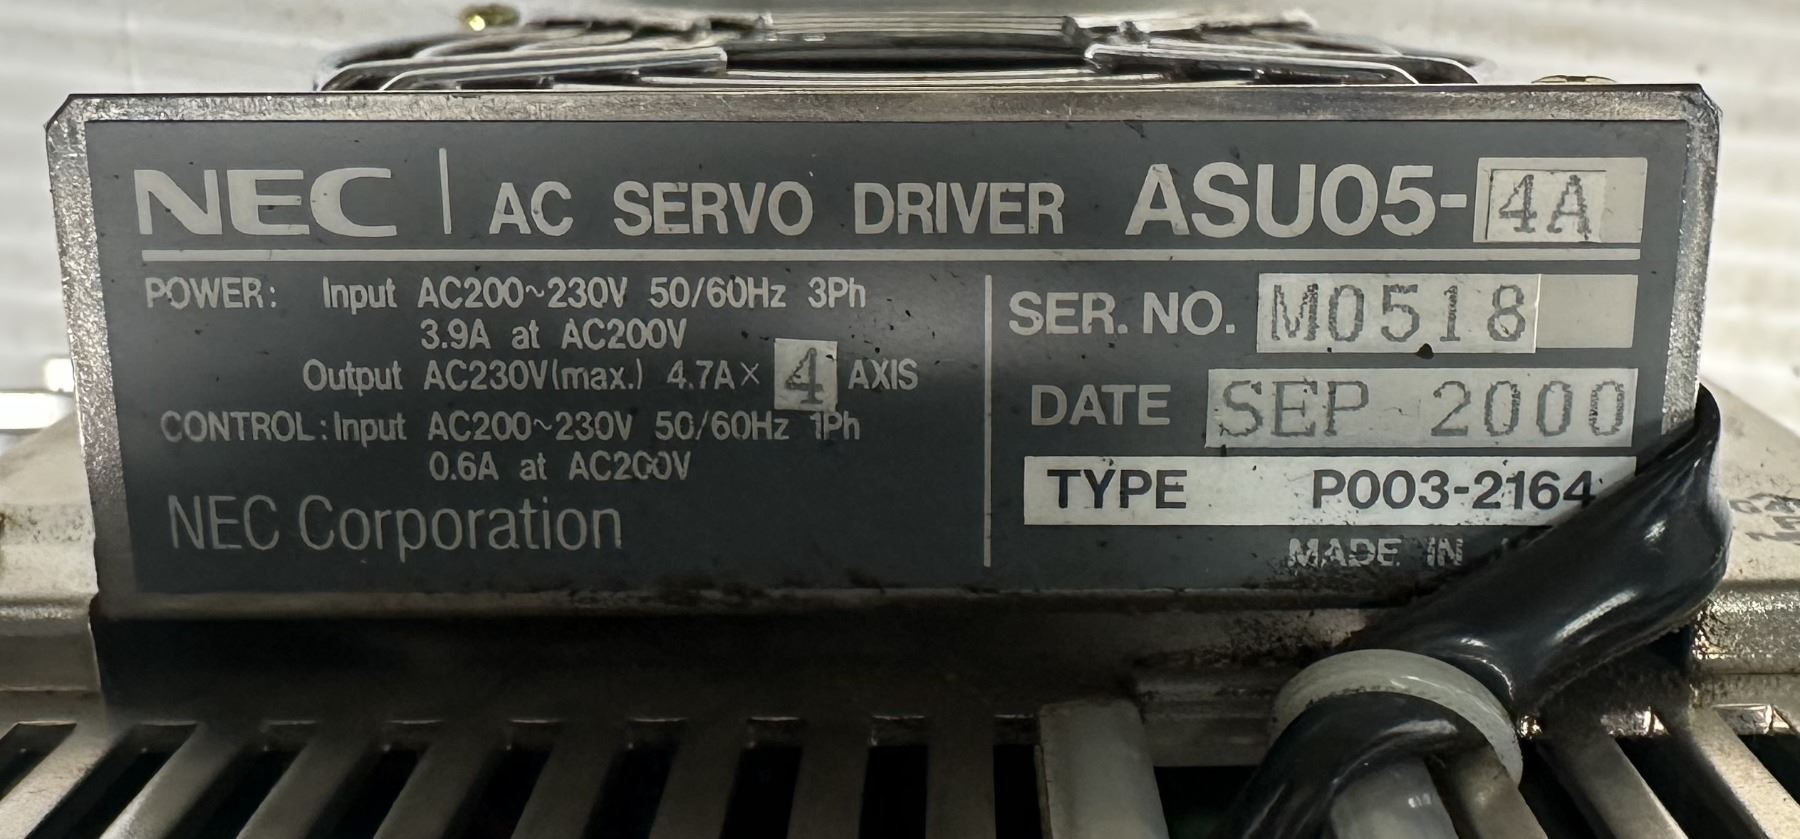 NEC AC SERVO DRIVER ASU05-4A
POWER: Input AC200~230V 50/60Hz 3Ph
3.9A at AC200V
Output AC230V(max.) 4.7A× 4 AXIS
CONTROL: Input AC200~230V 50/60Hz 1Ph
0.6A at AC200V
NEC Corporation
SER. NO. M0518
DATE SEP 2000
TYPE P003-2164
MADE IN